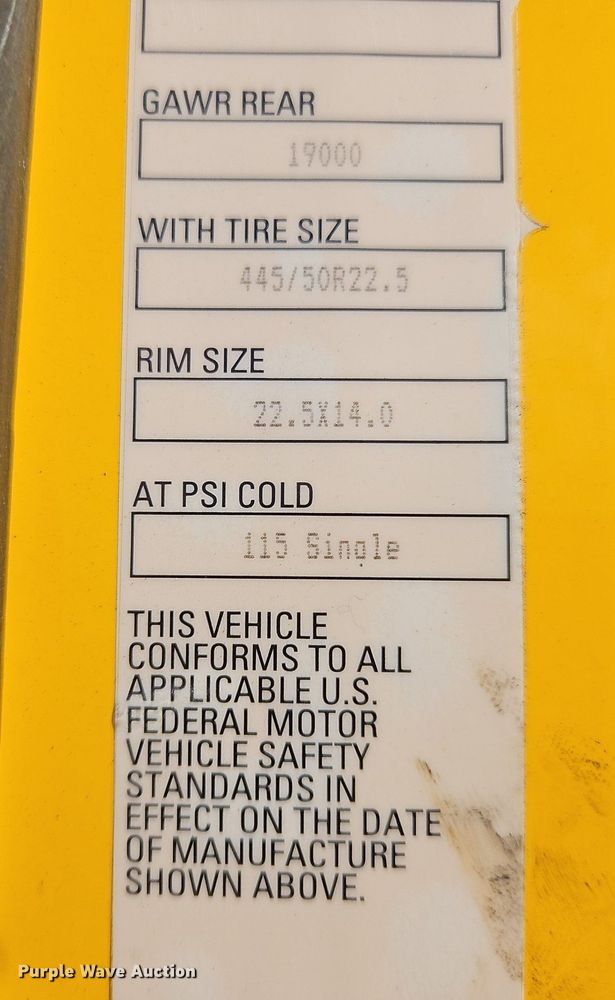 GAWR REAR
19000
WITH TIRE SIZE
445/50R22.5
RIM SIZE
22.5X14.0
AT PSI COLD
115 Single
THIS VEHICLE
CONFORMS TO ALL
APPLICABLE U.S.
FEDERAL MOTOR
VEHICLE SAFETY
STANDARDS IN
EFFECT ON THE DATE
OF MANUFACTURE
SHOWN ABOVE.
Purple Wave Auction